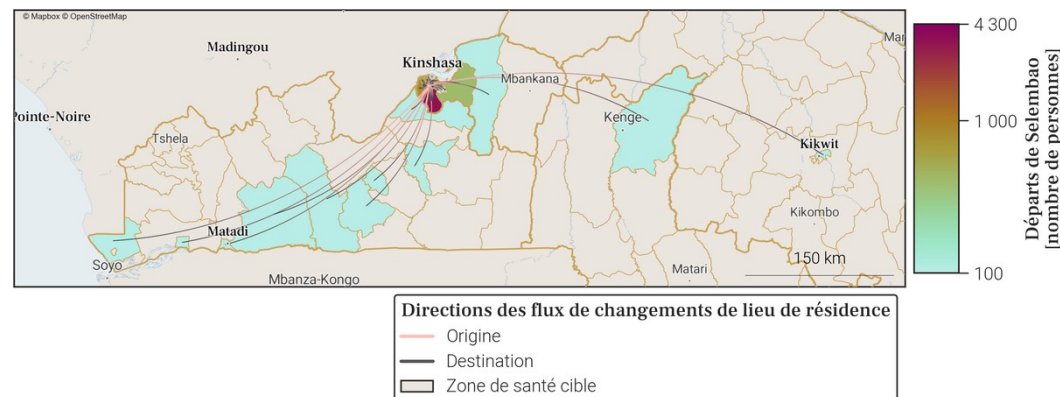 © Mapbox © OpenStreetMap
Madingou
Kinshasa
Mbankana
Pointe-Noire
Tshela
Kenge
Kikwit
Matadi
Kikombo
Soyo
Mbanza-Kongo
Matari
150 km
4 300
1 000
100
Départs de Selembao
[nombre de personnes]
Directions des flux de changements de lieu de résidence
Origine
Destination
Zone de santé cible